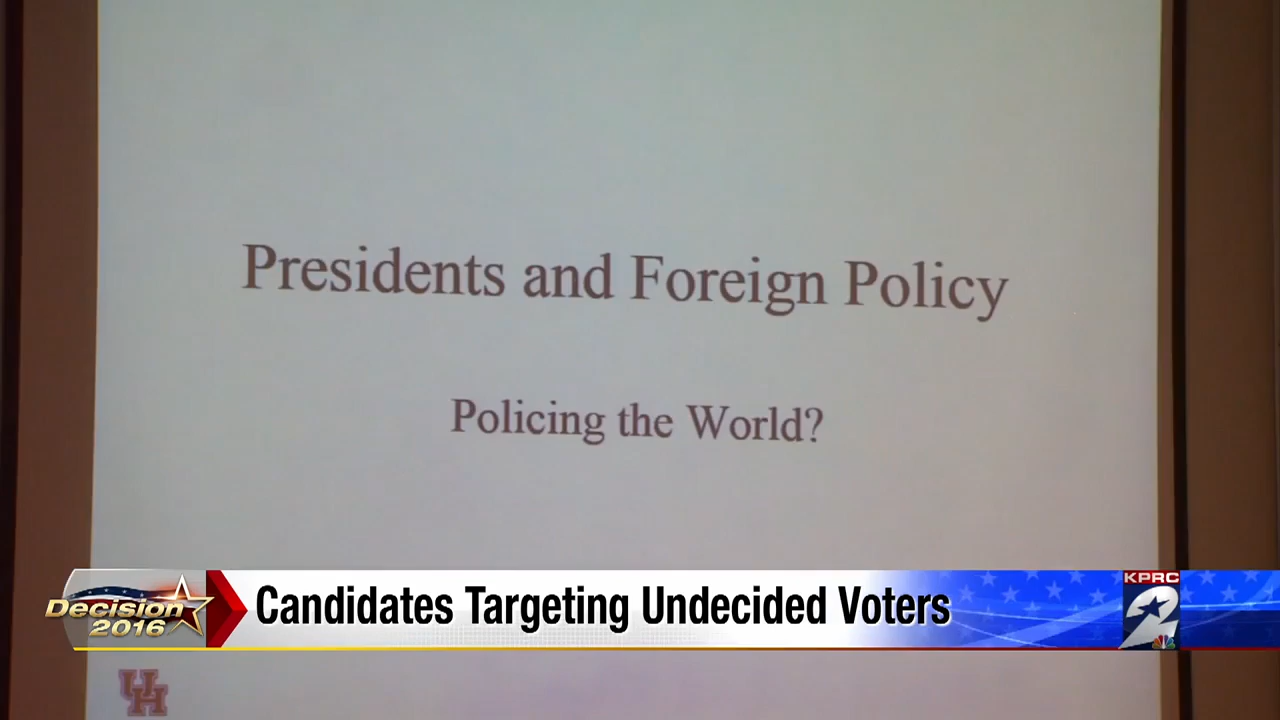 Presidents and Foreign Policy
Policing the World?
Decision
2016
Candidates Targeting Undecided Voters
KPRC
2
UH